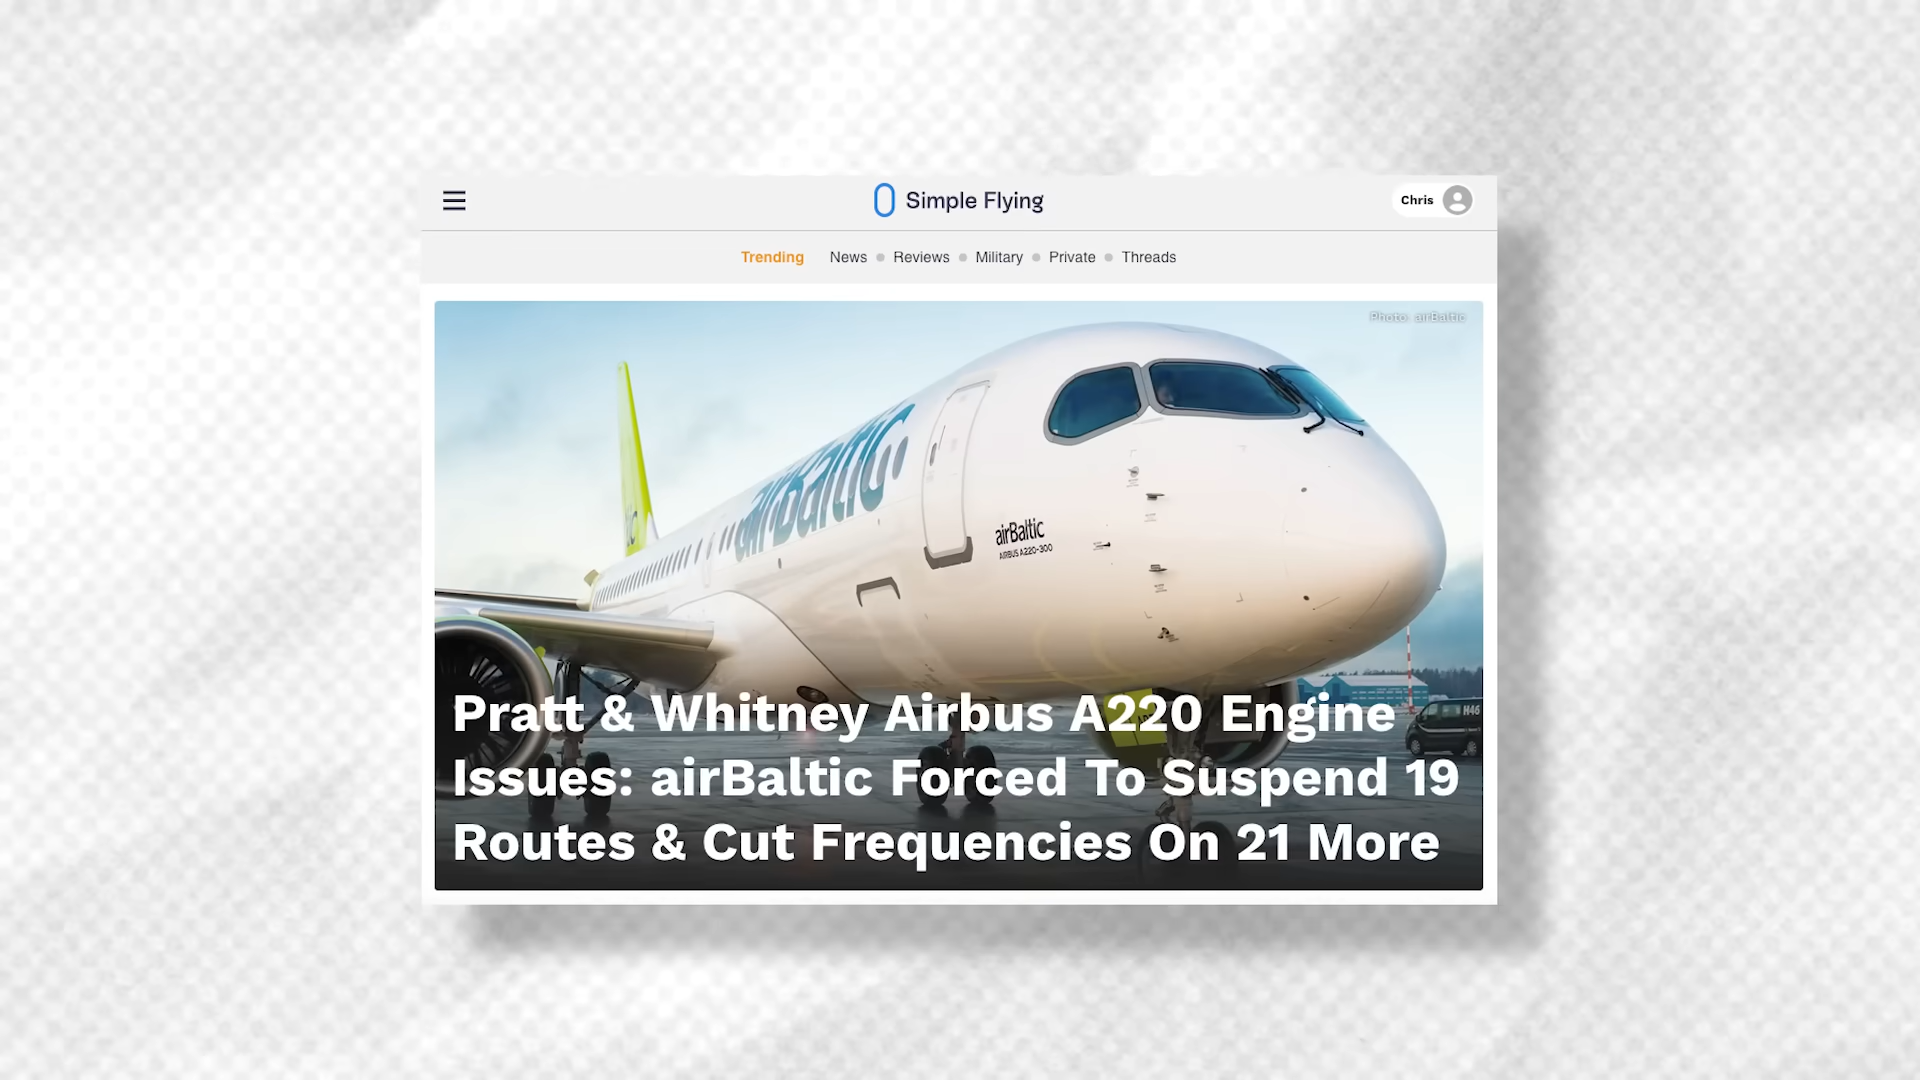 Simple Flying
Chris
Trending News Reviews Military Private Threads
Photo: airBaltic
airBaltic
airBaltic
AIRBUS A220-300
H46
Pratt & Whitney Airbus A220 Engine
Issues: airBaltic Forced To Suspend 19
Routes & Cut Frequencies On 21 More